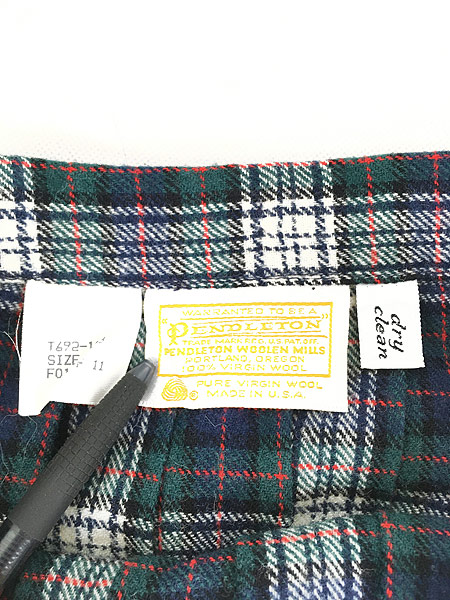 T692-1
SIZE 11
FO
WARRANTED TO BE A
"PENDLETON"
TRADE MARK REG. U.S. PAT. OFF.
PENDLETON WOOLEN MILLS
PORTLAND, OREGON
100% VIRGIN WOOL
PURE VIRGIN WOOL
MADE IN U.S.A.
dry
clean